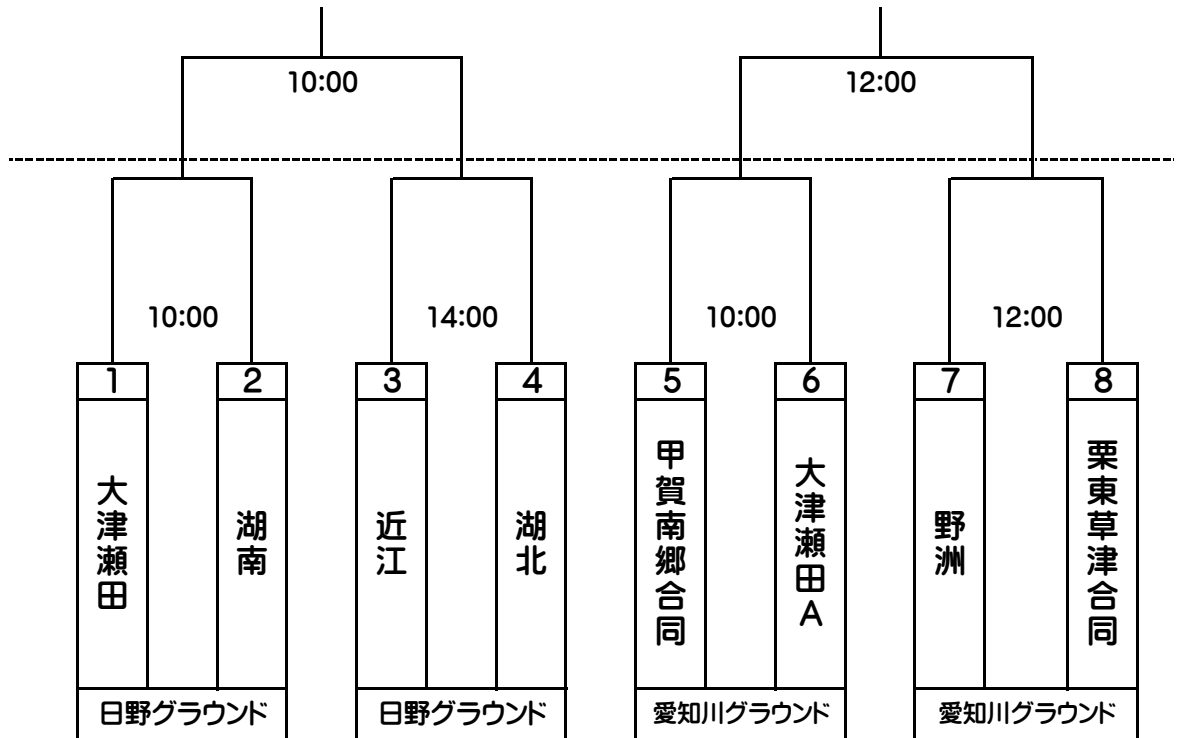 10:00
12:00
10:00
14:00
10:00
12:00
1
2
3
4
5
6
7
8
大津瀬田
湖南
近江
湖北
甲賀南郷合同
大津瀬田A
野洲
栗東草津合同
日野グラウンド
日野グラウンド
愛知川グラウンド
愛知川グラウンド